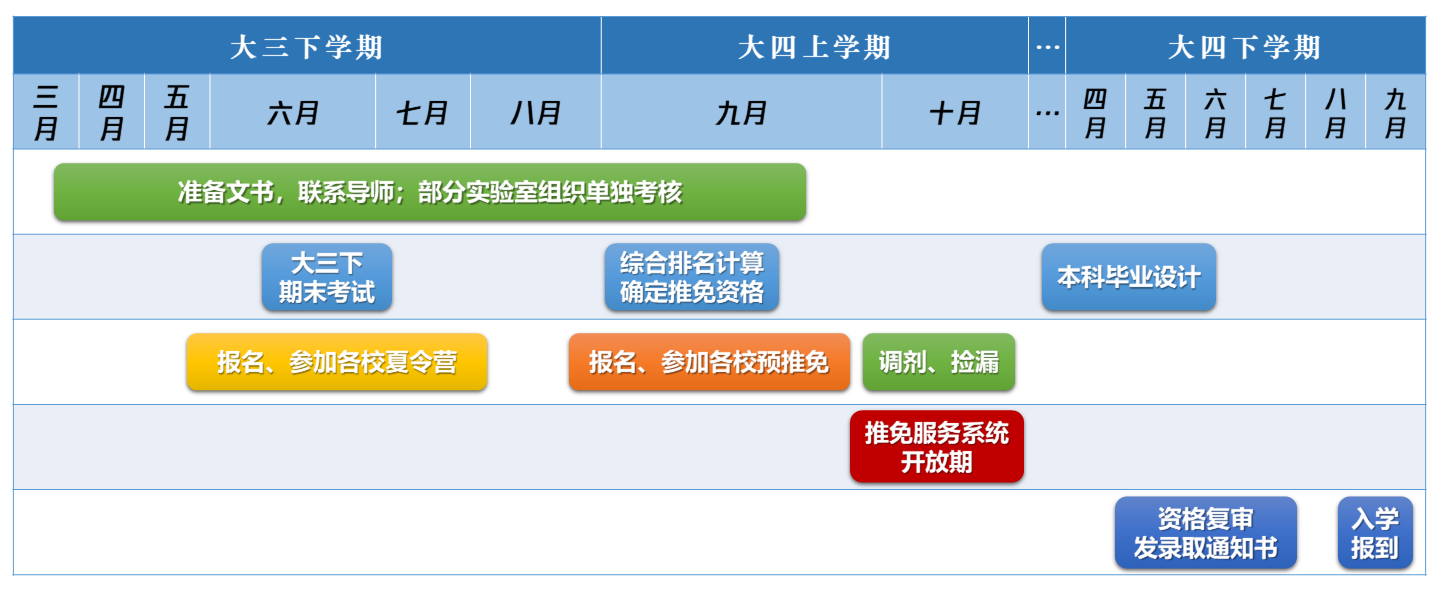 大三下学期
大四上学期
…
大四下学期
三月
四月
五月
六月
七月
八月
九月
十月
…
四月
五月
六月
七月
八月
九月
准备文书，联系导师；部分实验室组织单独考核
大三下
期末考试
综合排名计算
确定推免资格
本科毕业设计
报名、参加各校夏令营
报名、参加各校预推免
调剂、捡漏
推免服务系统
开放期
资格复审
发录取通知书
入学
报到